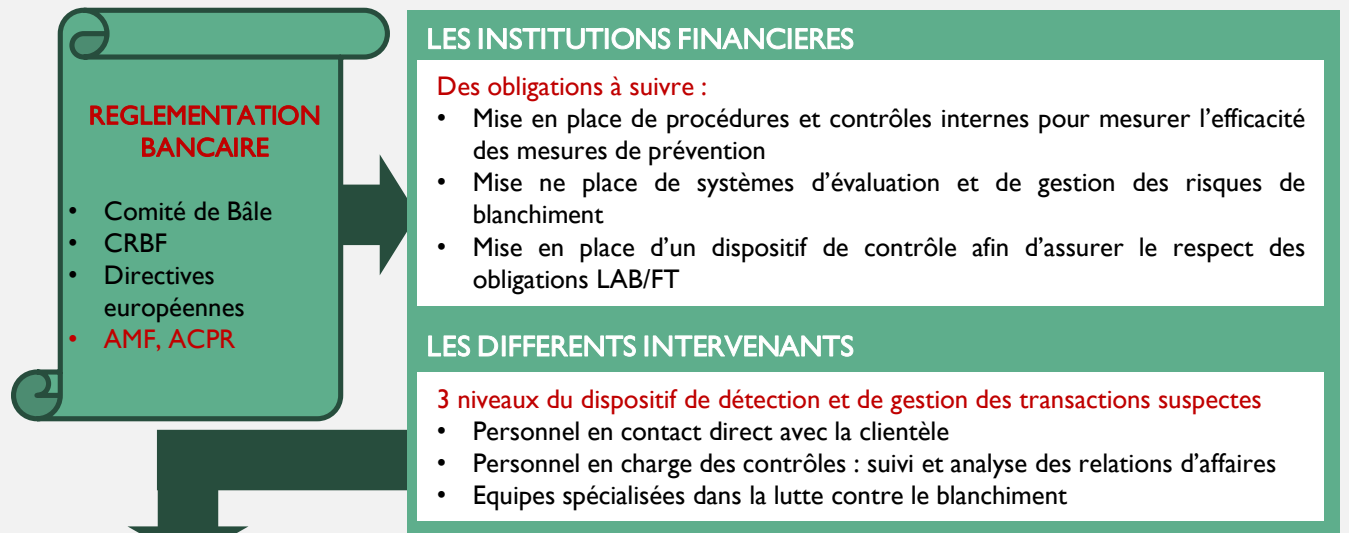 REGLEMENTATION
BANCAIRE
• Comité de Bâle
• CRBF
• Directives
européennes
• AMF, ACPR
LES INSTITUTIONS FINANCIERES
Des obligations à suivre :
• Mise en place de procédures et contrôles internes pour mesurer l'efficacité
des mesures de prévention
• Mise ne place de systèmes d'évaluation et de gestion des risques de
blanchiment
• Mise en place d'un dispositif de contrôle afin d'assurer le respect des
obligations LAB/FT
LES DIFFERENTS INTERVENANTS
3 niveaux du dispositif de détection et de gestion des transactions suspectes
• Personnel en contact direct avec la clientèle
• Personnel en charge des contrôles : suivi et analyse des relations d'affaires
• Equipes spécialisées dans la lutte contre le blanchiment